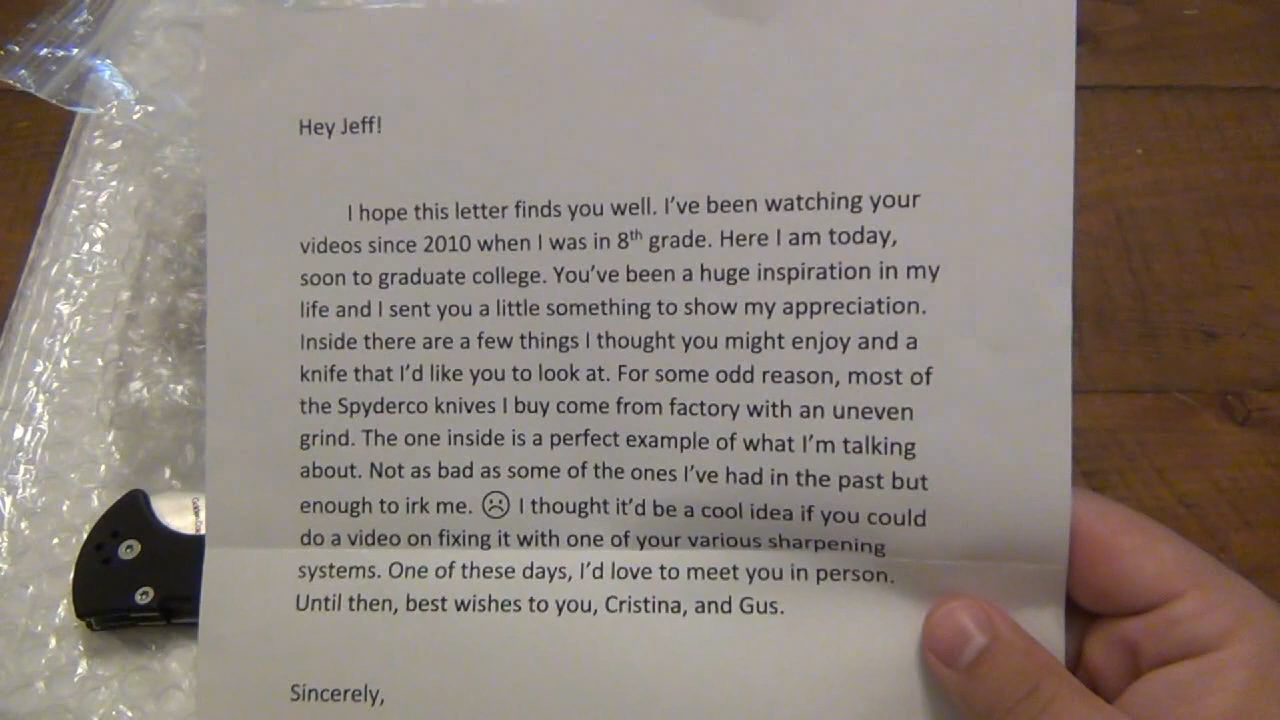 Hey Jeff!
I hope this letter finds you well. I've been watching your
videos since 2010 when I was in 8th grade. Here I am today,
soon to graduate college. You've been a huge inspiration in my
life and I sent you a little something to show my appreciation.
Inside there are a few things I thought you might enjoy and a
knife that I'd like you to look at. For some odd reason, most of
the Spyderco knives I buy come from factory with an uneven
grind. The one inside is a perfect example of what I'm talking
about. Not as bad as some of the ones I've had in the past but
enough to irk me. ☹ I thought it'd be a cool idea if you could
do a video on fixing it with one of your various sharpening
systems. One of these days, I'd love to meet you in person.
Until then, best wishes to you, Cristina, and Gus.
Sincerely,